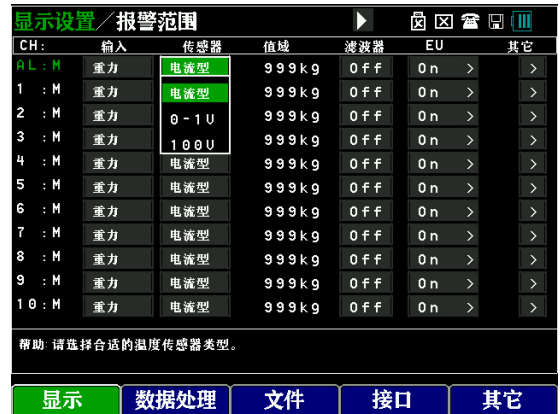 显示设置/报警范围
CH: 输入 传感器 值域 滤波器 EU 其它
AL:M 重力 电流型 999kg Off On > >
1 :M 重力 电流型 999kg Off On > >
2 :M 重力 0-1V 999kg Off On > >
3 :M 重力 100V 999kg Off On > >
4 :M 重力 电流型 999kg Off On > >
5 :M 重力 电流型 999kg Off On > >
6 :M 重力 电流型 999kg Off On > >
7 :M 重力 电流型 999kg Off On > >
8 :M 重力 电流型 999kg Off On > >
9 :M 重力 电流型 999kg Off On > >
10:M 重力 电流型 999kg Off On > >
帮助:请选择合适的温度传感器类型。
显示 数据处理 文件 接口 其它